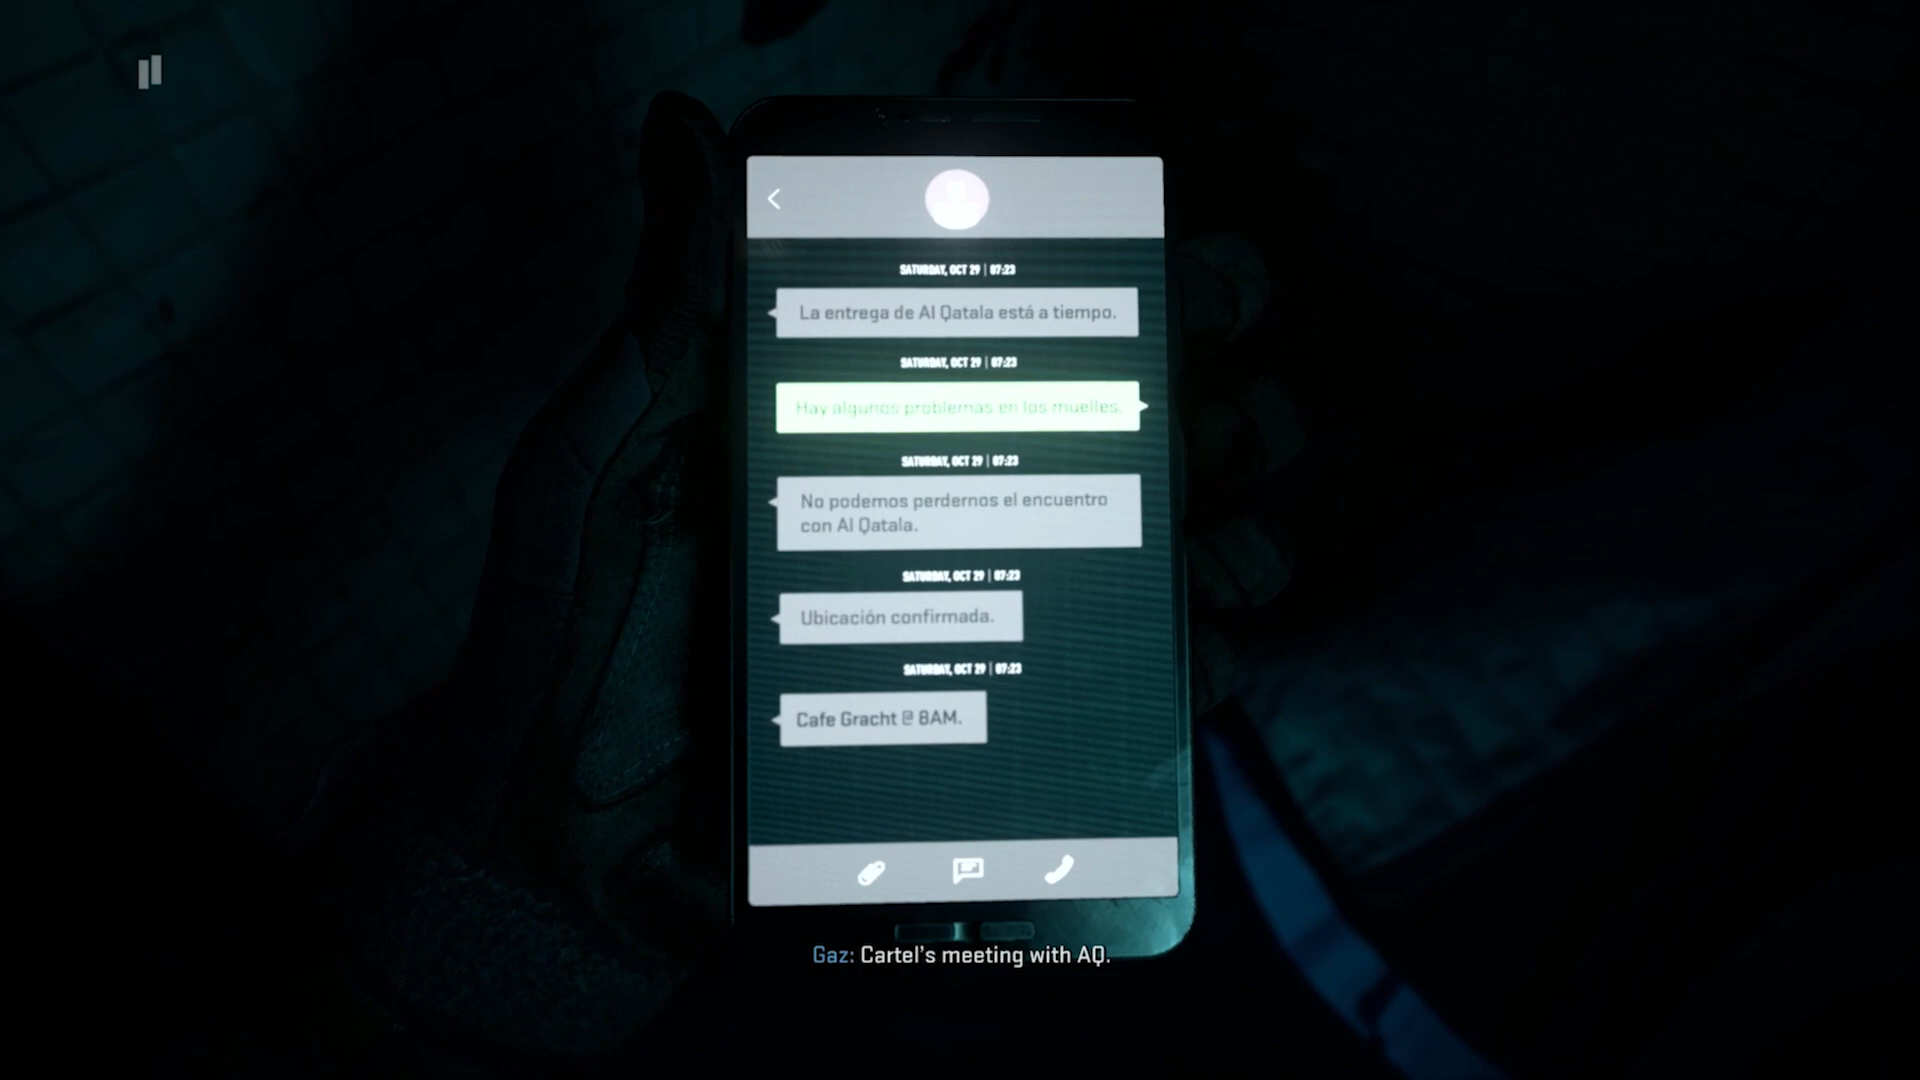 SATURDAY, OCT 29 | 07:23
La entrega de Al Qatala está a tiempo.
SATURDAY, OCT 29 | 07:23
Hay algunos problemas en los muelles.
SATURDAY, OCT 29 | 07:23
No podemos perdernos el encuentro
con Al Qatala.
SATURDAY, OCT 29 | 07:23
Ubicación confirmada.
SATURDAY, OCT 29 | 07:23
Cafe Gracht @ 8AM.
Gaz: Cartel's meeting with AQ.